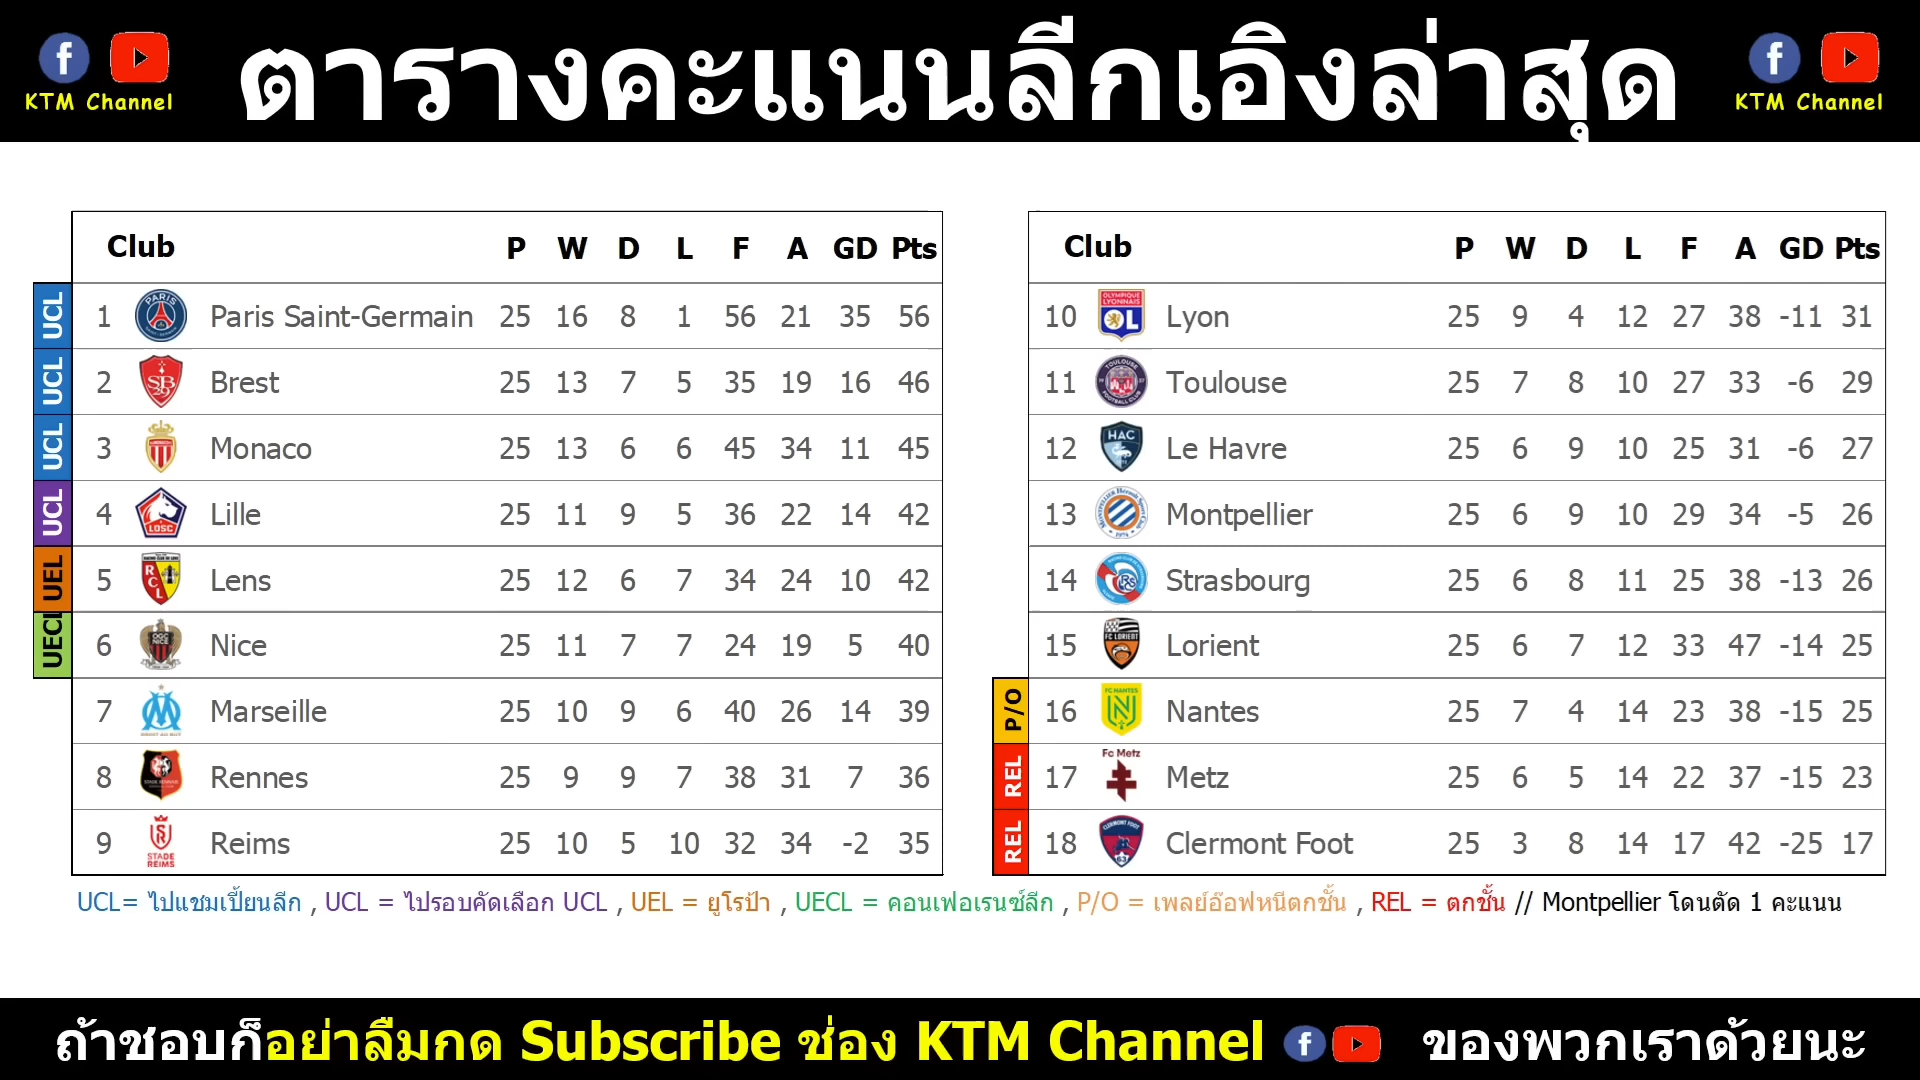 KTM Channel
ตารางคะแนนลีกเอิงล่าสุด
KTM Channel
Club P W D L F A GD Pts
UCL 1 Paris Saint-Germain 25 16 8 1 56 21 35 56
UCL 2 Brest 25 13 7 5 35 19 16 46
UCL 3 Monaco 25 13 6 6 45 34 11 45
UCL 4 Lille 25 11 9 5 36 22 14 42
UEL 5 Lens 25 12 6 7 34 24 10 42
UECL 6 Nice 25 11 7 7 24 19 5 40
7 Marseille 25 10 9 6 40 26 14 39
8 Rennes 25 9 9 7 38 31 7 36
9 Reims 25 10 5 10 32 34 -2 35
Club P W D L F A GD Pts
10 Lyon 25 9 4 12 27 38 -11 31
11 Toulouse 25 7 8 10 27 33 -6 29
12 Le Havre 25 6 9 10 25 31 -6 27
13 Montpellier 25 6 9 10 29 34 -5 26
14 Strasbourg 25 6 8 11 25 38 -13 26
15 Lorient 25 6 7 12 33 47 -14 25
P/O 16 Nantes 25 7 4 14 23 38 -15 25
REL 17 Metz 25 6 5 14 22 37 -15 23
REL 18 Clermont Foot 25 3 8 14 17 42 -25 17
UCL= ไปแชมเปี้ยนลีก , UCL = ไปรอบคัดเลือก UCL , UEL = ยูโรป้า , UECL = คอนเฟอเรนซ์ลีก , P/O = เพลย์อ๊อฟหนีตกชั้น , REL = ตกชั้น // Montpellier โดนตัด 1 คะแนน
ถ้าชอบก็อย่าลืมกด Subscribe ช่อง KTM Channel ของพวกเราด้วยนะ